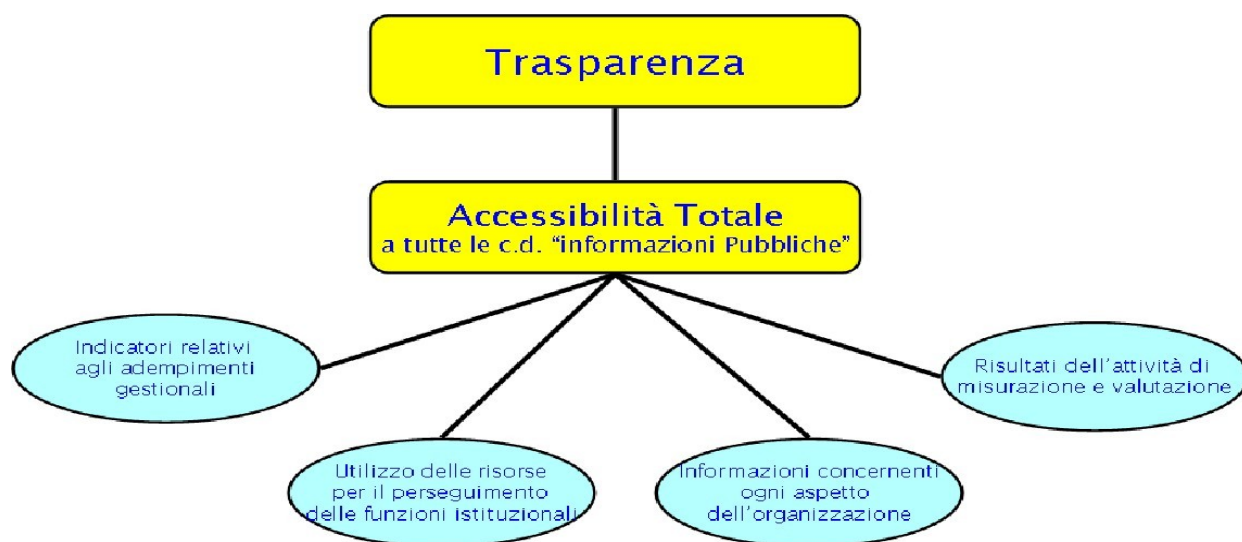 Trasparenza
Accessibilità Totale
a tutte le c.d. “informazioni Pubbliche”
Indicatori relativi
agli adempimenti
gestionali
Utilizzo delle risorse
per il perseguimento
delle funzioni istituzionali
Informazioni concernenti
ogni aspetto
dell’organizzazione
Risultati dell’attività di
misurazione e valutazione